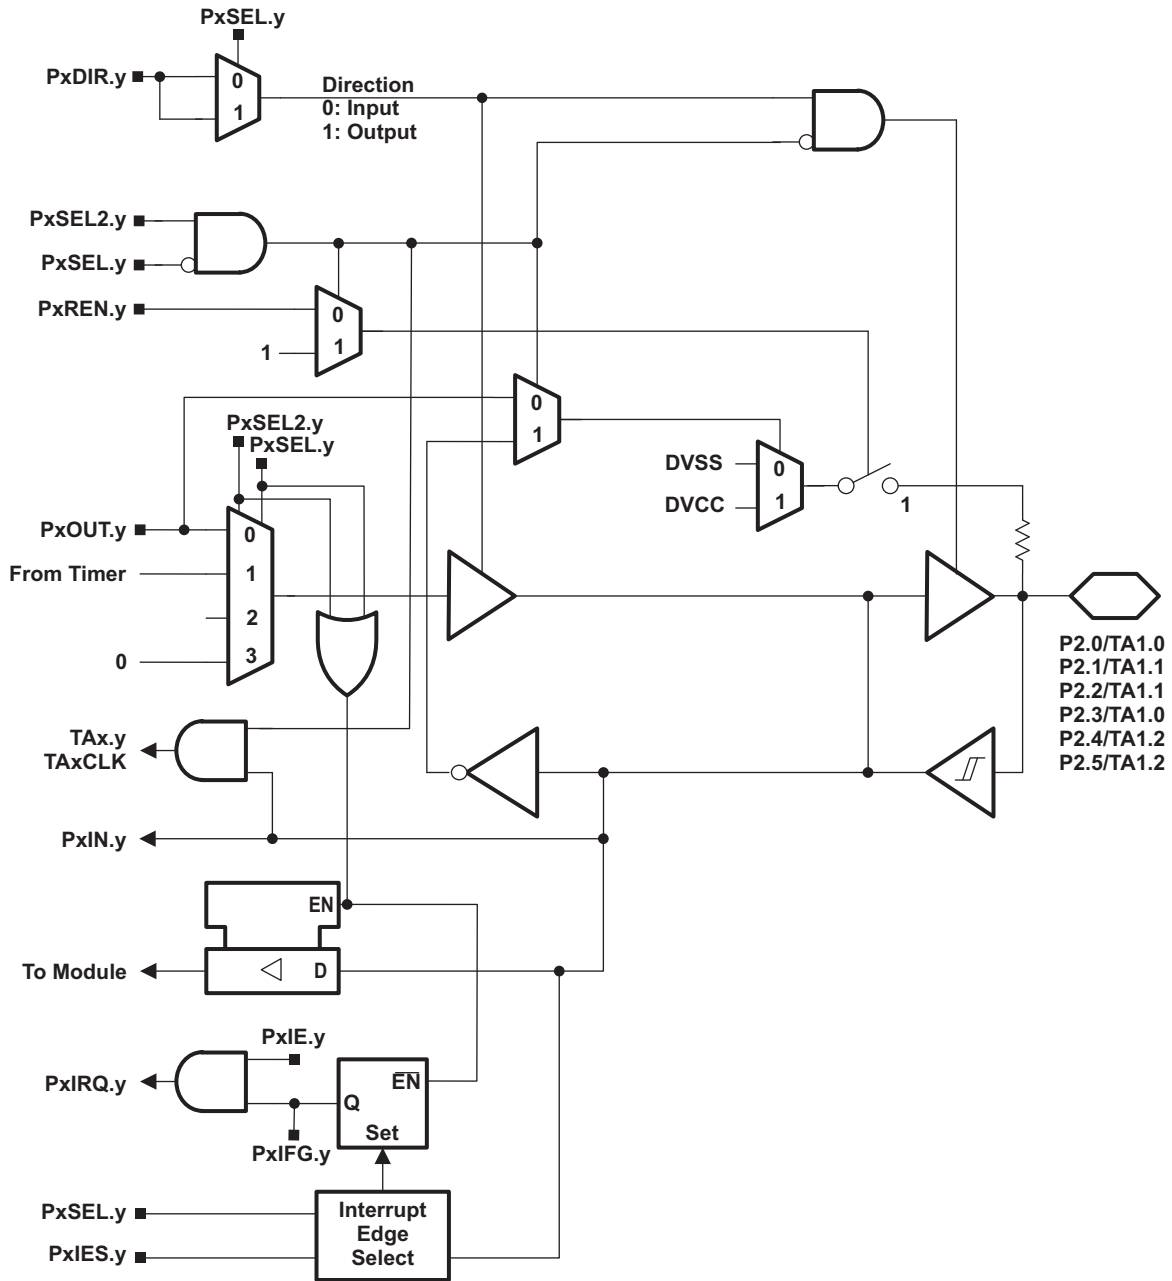 PxSEL.y
PxDIR.y
0
1
Direction
0: Input
1: Output
PxSEL2.y
PxSEL.y
PxREN.y
0
1
1
0
1
PxSEL2.y
PxSEL.y
DVSS
DVCC
0
1
1
PxOUT.y
From Timer
0
0
1
2
3
P2.0/TA1.0
P2.1/TA1.1
P2.2/TA1.1
P2.3/TA1.0
P2.4/TA1.2
P2.5/TA1.2
TAx.y
TAxCLK
PxIN.y
EN
To Module
D
PxIE.y
PxIRQ.y
EN
Q
Set
PxIFG.y
PxSEL.y
PxIES.y
Interrupt
Edge
Select